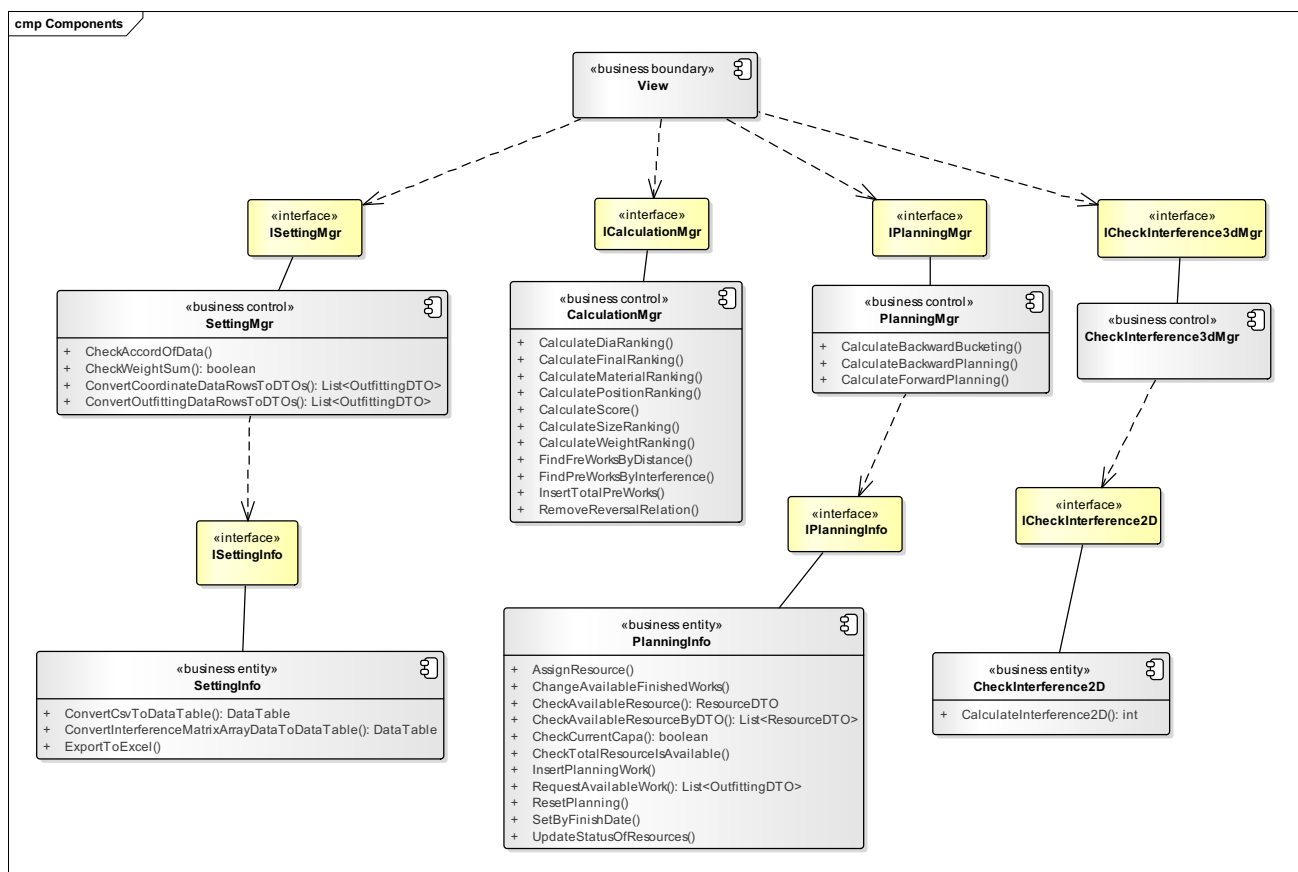 cmp Components
«business boundary»
View
«interface»
ISettingMgr
«interface»
ICalculationMgr
«interface»
IPlanningMgr
«interface»
ICheckInterference3dMgr
«business control»
SettingMgr
+ CheckAccordOfData()
+ CheckWeightSum(): boolean
+ ConvertCoordinateDataRowsToDTOs(): List<OutfittingDTO>
+ ConvertOutfittingDataRowsToDTOs(): List<OutfittingDTO>
«business control»
CalculationMgr
+ CalculateDiaRanking()
+ CalculateFinalRanking()
+ CalculateMaterialRanking()
+ CalculatePositionRanking()
+ CalculateScore()
+ CalculateSizeRanking()
+ CalculateWeightRanking()
+ FindFreWorksByDistance()
+ FindPreWorksByInterference()
+ InsertTotalPreWorks()
+ RemoveReversalRelation()
«business control»
PlanningMgr
+ CalculateBackwardBucketing()
+ CalculateBackwardPlanning()
+ CalculateForwardPlanning()
«business control»
CheckInterference3dMgr
«interface»
ISettingInfo
«interface»
IPlanningInfo
«interface»
ICheckInterference2D
«business entity»
SettingInfo
+ ConvertCsvToDataTable(): DataTable
+ ConvertInterferenceMatrixArrayDataToDataTable(): DataTable
+ ExportToExcel()
«business entity»
PlanningInfo
+ AssignResource()
+ ChangeAvailableFinishedWorks()
+ CheckAvailableResource(): ResourceDTO
+ CheckAvailableResourceByDTO(): List<ResourceDTO>
+ CheckCurrentCapa(): boolean
+ CheckTotalResourceIsAvailable()
+ InsertPlanningWork()
+ RequestAvailableWork(): List<OutfittingDTO>
+ ResetPlanning()
+ SetByFinishDate()
+ UpdateStatusOfResources()
«business entity»
CheckInterference2D
+ CalculateInterference2D(): int